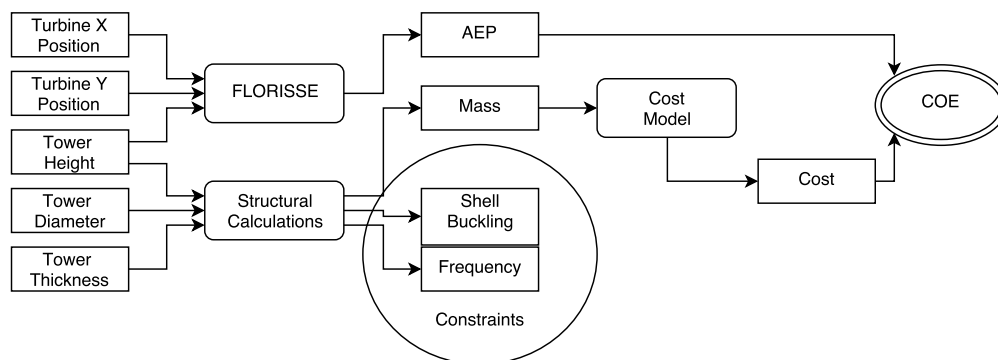 Turbine X
Position
Turbine Y
Position
Tower
Height
Tower
Diameter
Tower
Thickness
FLORISSE
Structural
Calculations
AEP
Mass
Shell
Buckling
Frequency
Constraints
Cost
Model
Cost
COE